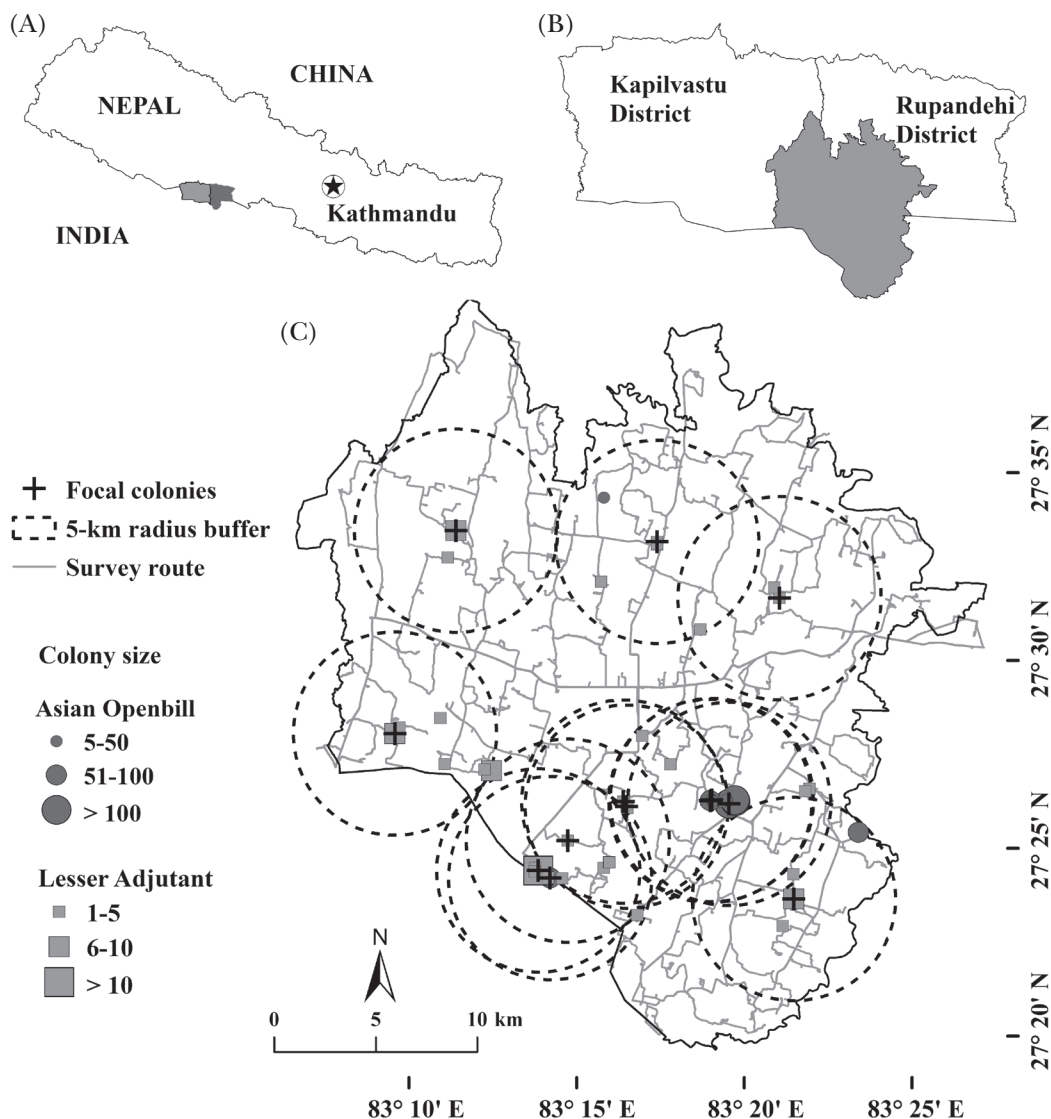 (A)
CHINA
NEPAL
Kathmandu
INDIA
(B)
Kapilvastu
District
Rupandehi
District
(C)
Focal colonies
5-km radius buffer
Survey route
Colony size
Asian Openbill
5-50
51-100
> 100
Lesser Adjutant
1-5
6-10
> 10
N
0 5 10 km
27° 35' N
27° 30' N
27° 25' N
27° 20' N
83° 10' E 83° 15' E 83° 20' E 83° 25' E